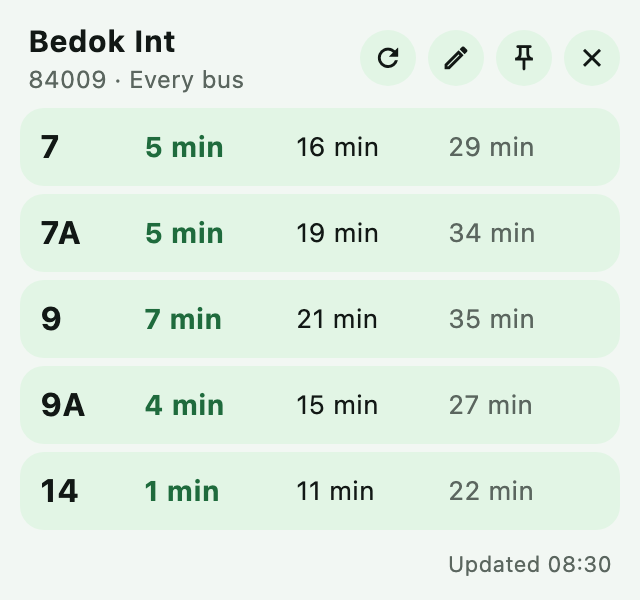 Bedok Int
84009 · Every bus
7 5 min 16 min 29 min
7A 5 min 19 min 34 min
9 7 min 21 min 35 min
9A 4 min 15 min 27 min
14 1 min 11 min 22 min
Updated 08:30